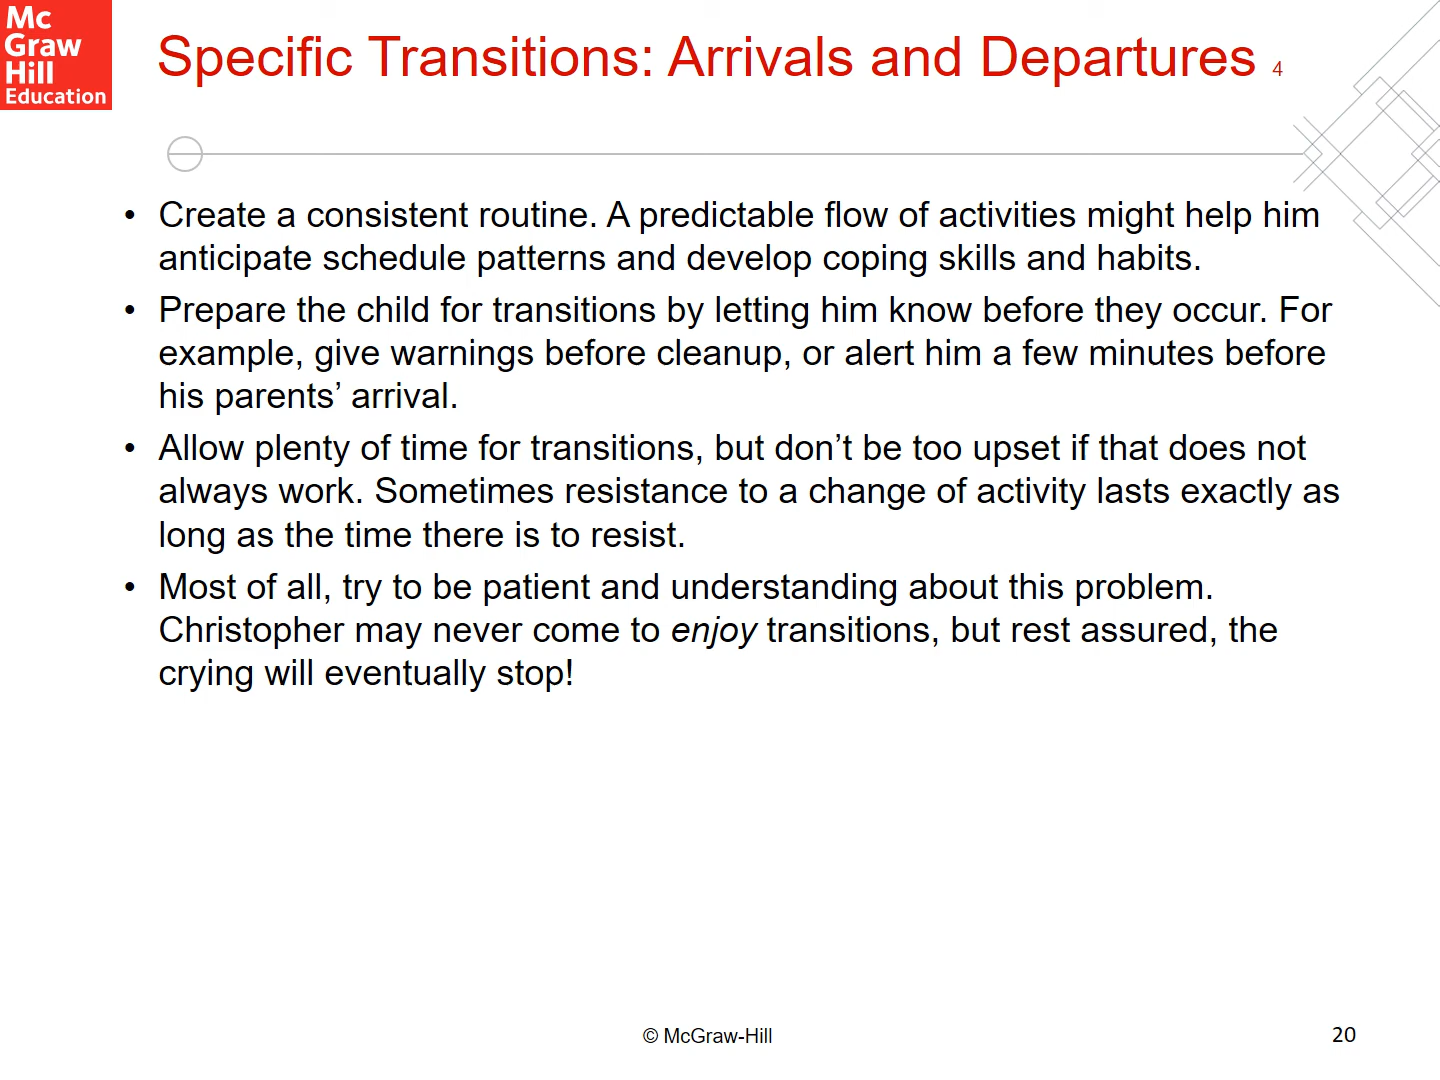 Mc
Graw
Hill
Education
Specific Transitions: Arrivals and Departures 4
• Create a consistent routine. A predictable flow of activities might help him
anticipate schedule patterns and develop coping skills and habits.
• Prepare the child for transitions by letting him know before they occur. For
example, give warnings before cleanup, or alert him a few minutes before
his parents’ arrival.
• Allow plenty of time for transitions, but don’t be too upset if that does not
always work. Sometimes resistance to a change of activity lasts exactly as
long as the time there is to resist.
• Most of all, try to be patient and understanding about this problem.
Christopher may never come to enjoy transitions, but rest assured, the
crying will eventually stop!
© McGraw-Hill
20